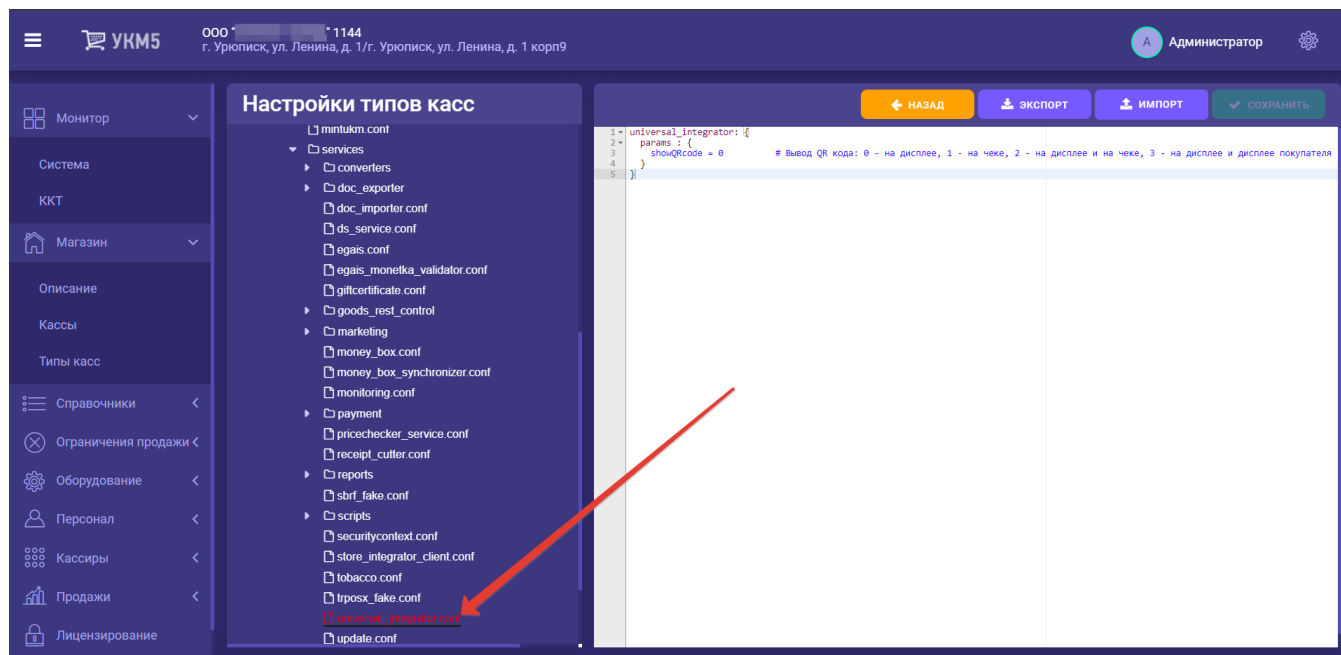 УКМ5
ООО " " 1144
г. Урюписк, ул. Ленина, д. 1/г. Урюписк, ул. Ленина, д. 1 корп9
А
Администратор
Монитор
Система
ККТ
Магазин
Описание
Кассы
Типы касс
Справочники
Ограничения продажи
Оборудование
Персонал
Кассиры
Продажи
Лицензирование
Настройки типов касс
mintukm.conf
services
converters
doc_exporter
doc_importer.conf
ds_service.conf
egais.conf
egais_monetka_validator.conf
giftcertificate.conf
goods_rest_control
marketing
money_box.conf
money_box_synchronizer.conf
monitoring.conf
payment
pricechecker_service.conf
receipt_cutter.conf
reports
sbrf_fake.conf
scripts
securitycontext.conf
store_integrator_client.conf
tobacco.conf
trposx_fake.conf
universal_integrator.conf
update.conf
НАЗАД
ЭКСПОРТ
ИМПОРТ
СОХРАНИТЬ
1 universal_integrator: {
2 params : {
3 showQRcode = 0 # Вывод QR кода: 0 - на дисплее, 1 - на чеке, 2 - на дисплее и на чеке, 3 - на дисплее и дисплее покупателя
4 }
5 }